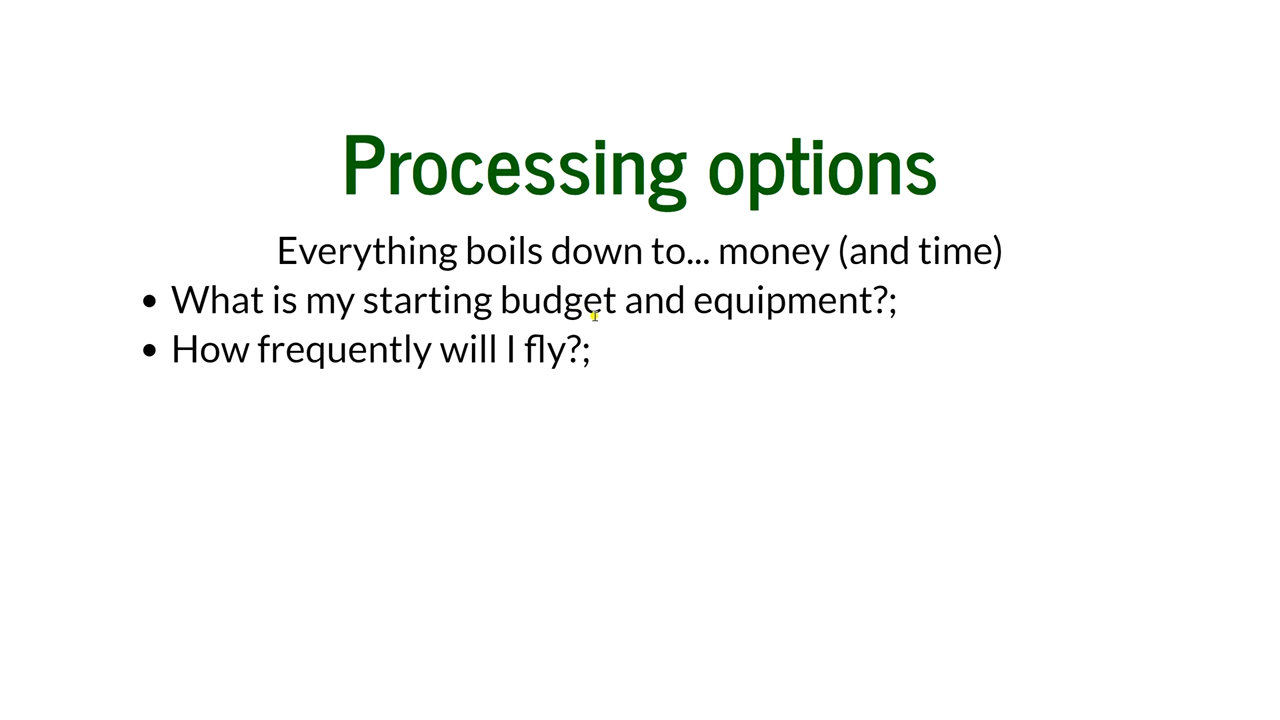 Processing options
Everything boils down to... money (and time)
• What is my starting budget and equipment?;
• How frequently will I fly?;